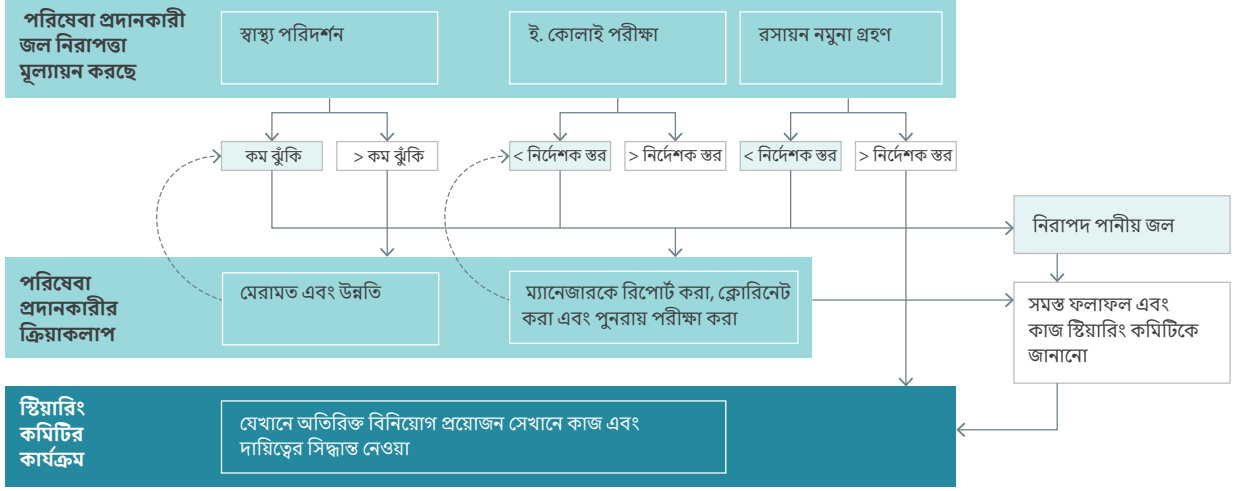 পরিষেবা প্রদানকারী
জল নিরাপত্তা
মূল্যায়ন করছে
স্বাস্থ্য পরিদর্শন
ই. কোলাই পরীক্ষা
রসায়ন নমুনা গ্রহণ
কম ঝুঁকি
> কম ঝুঁকি
< নির্দেশক স্তর
> নির্দেশক স্তর
< নির্দেশক স্তর
> নির্দেশক স্তর
নিরাপদ পানীয় জল
পরিষেবা
প্রদানকারীর
ক্রিয়াকলাপ
মেরামত এবং উন্নতি
ম্যানেজারকে রিপোর্ট করা, ক্লোরিনেট
করা এবং পুনরায় পরীক্ষা করা
সমস্ত ফলাফল এবং
কাজ স্টিয়ারিং কমিটিকে
জানানো
স্টিয়ারিং
কমিটির
কার্যক্রম
যেখানে অতিরিক্ত বিনিয়োগ প্রয়োজন সেখানে কাজ এবং
দায়িত্বের সিদ্ধান্ত নেওয়া